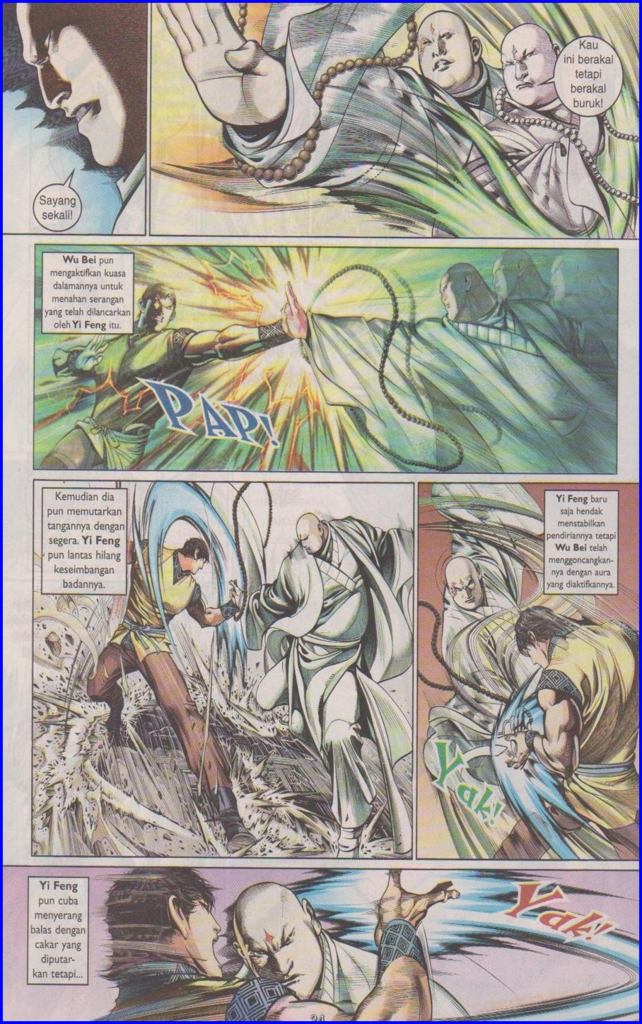 Sayang
sekali!
Kau
ini berakal
tetapi
berakal
buruk!
Wu Bei pun
mengaktifkan kuasa
dalamannya untuk
menahan serangan
yang telah dilancarkan
oleh Yi Feng itu.
PAP!
Kemudian dia
pun memutarkan
tangannya dengan
segera. Yi Feng
pun lantas hilang
keseimbangan
badannya.
Yi Feng baru
saja hendak
menstabilkan
pendiriannya tetapi
Wu Bei telah
menggoncangkan-
nya dengan aura
yang diaktifkannya.
Yak!
Yi Feng
pun cuba
menyerang
balas dengan
cakar yang
diputar-
kan tetapi...
Yak!
24